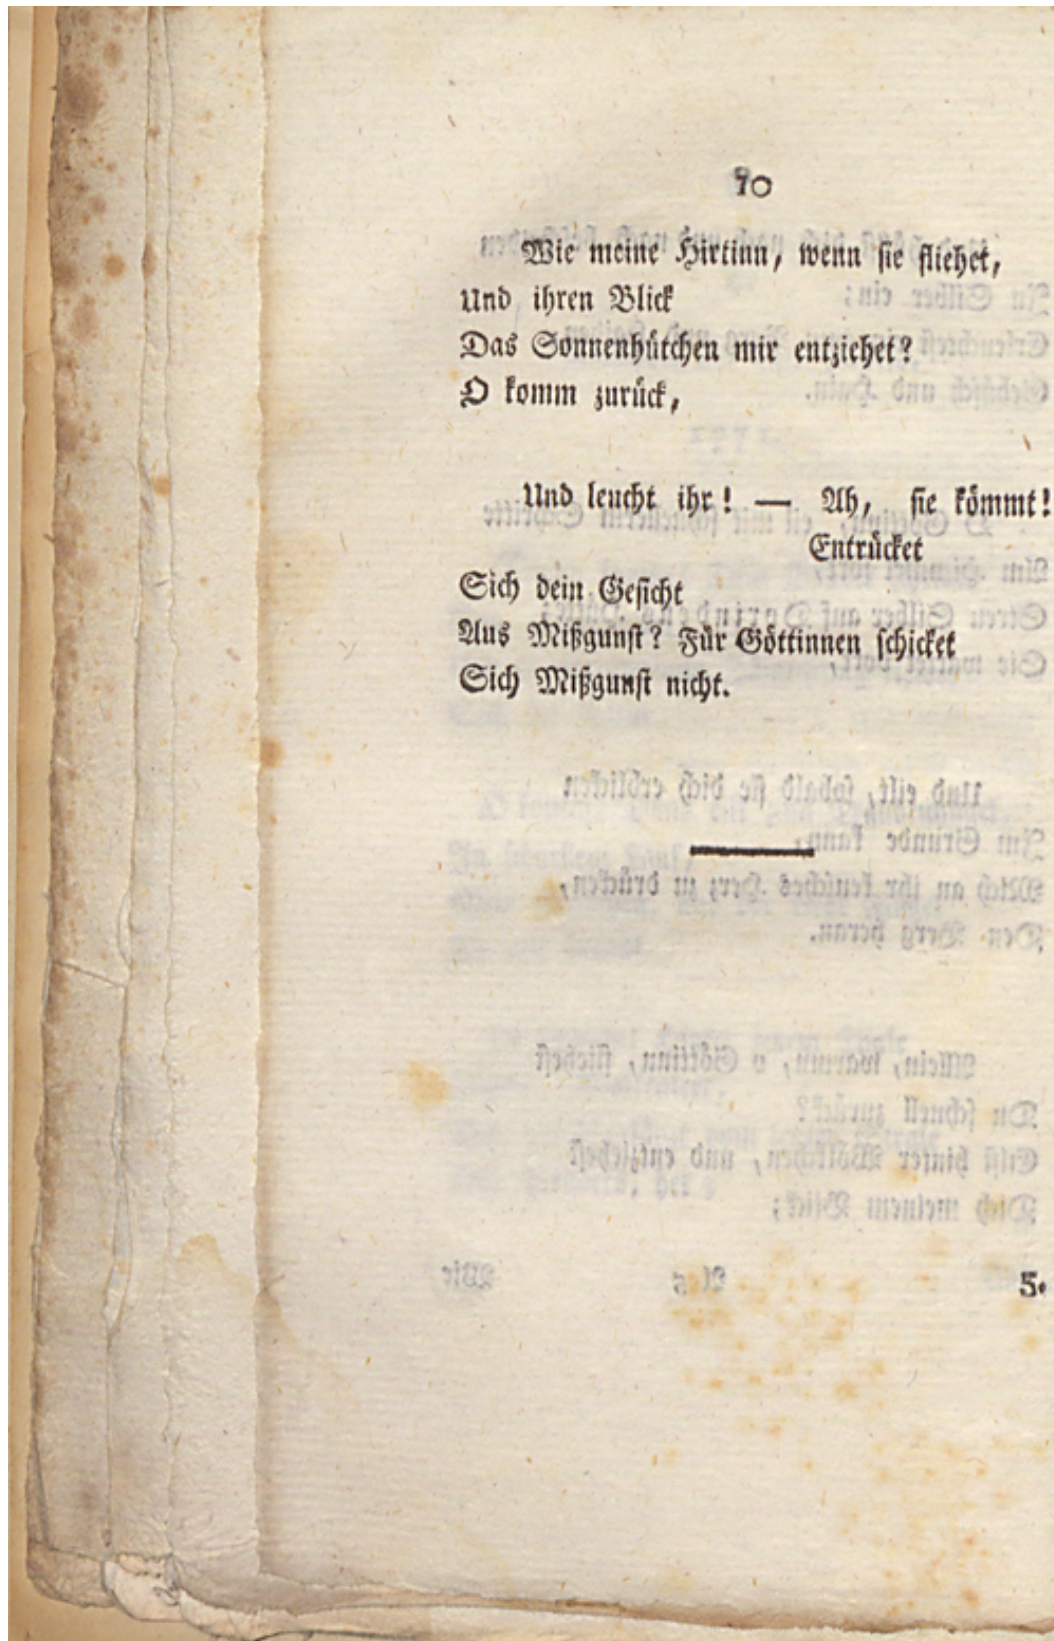 10
Wie meine Hirtinn, wenn sie fliehet,
Und ihren Blick
Das Sonnenhütchen mir entziehet?
O komm zurück,
Und leucht ihr! — Ah, sie kömmt!
Entrücket
Sich dein Gesicht
Aus Mißgunst? Für Göttinnen schicket
Sich Mißgunst nicht.
5.